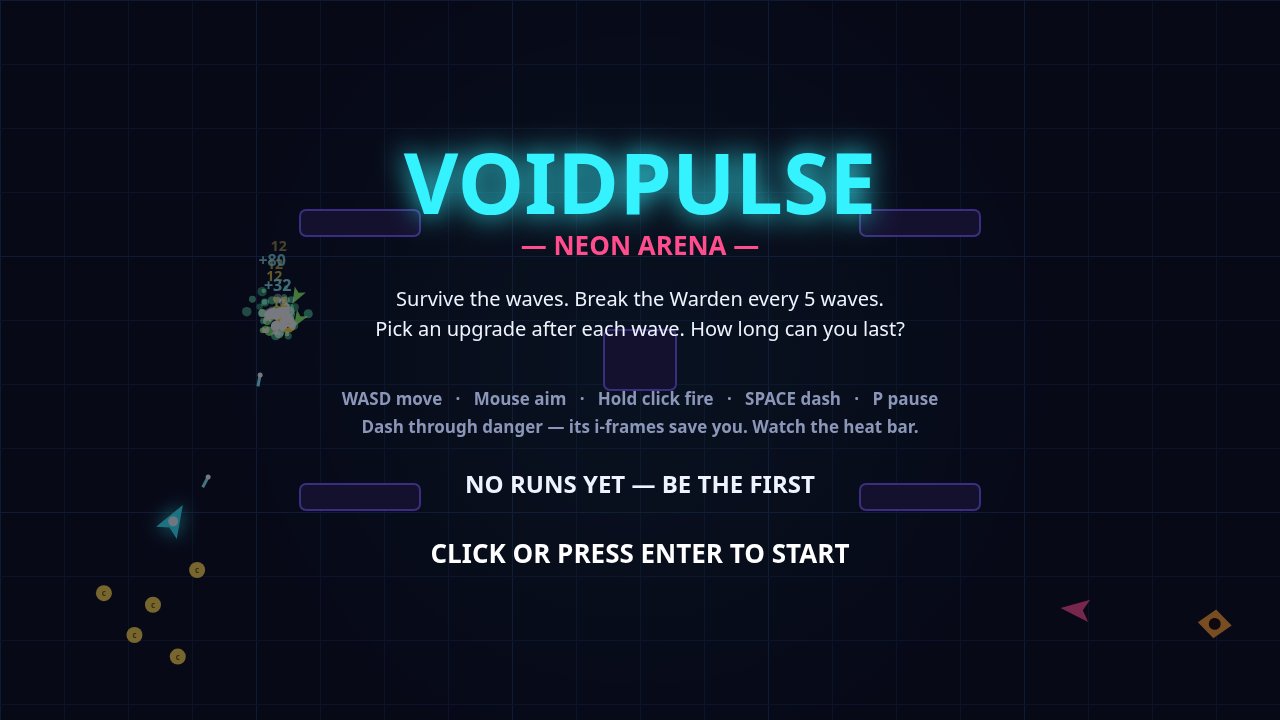 VOIDPULSE
— NEON ARENA —
12
+80
12
12
+32
Survive the waves. Break the Warden every 5 waves.
Pick an upgrade after each wave. How long can you last?
WASD move · Mouse aim · Hold click fire · SPACE dash · P pause
Dash through danger — its i-frames save you. Watch the heat bar.
NO RUNS YET — BE THE FIRST
CLICK OR PRESS ENTER TO START
c
c
c
c
c